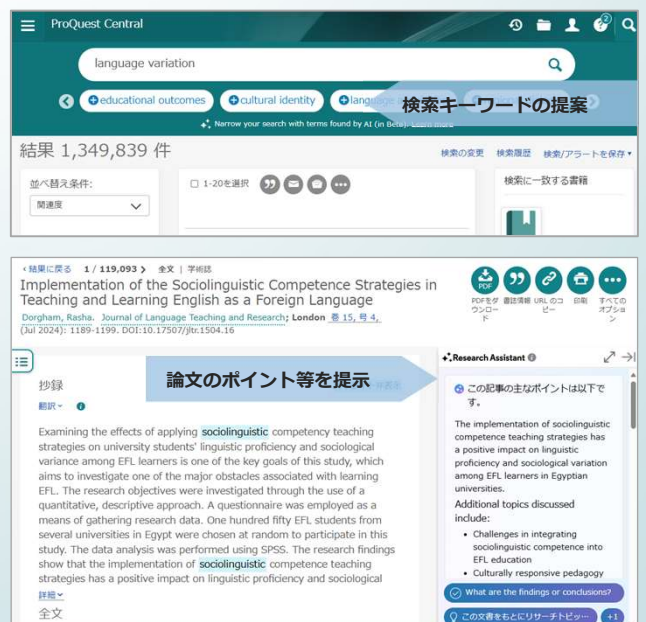 ProQuest Central
2
language variation
educational outcomes
cultural identity
検索キーワードの提案
Narrow your search with terms found by AI (in Beta). Learn more
結果 1,349,839 件
検索の変更 検索履歴 検索/アラートを保存▾
並べ替え条件:
関連度
1-20を選択
検索に一致する書籍
‹結果に戻る 1 / 119,093 › 全文 | 学術誌
Implementation of the Sociolinguistic Competence Strategies in
Teaching and Learning English as a Foreign Language
Dorgham, Rasha. Journal of Language Teaching and Research; London 巻 15, 号 4,
(Jul 2024): 1189-1199. DOI:10.17507/jltr.1504.16
PDF
PDFをダウンロード
書誌情報
URL のコピー
印刷
すべてのオプション
論文のポイント等を提示
抄録
翻訳
Examining the effects of applying sociolinguistic competency teaching
strategies on university students' linguistic proficiency and sociological
variance among EFL learners is one of the key goals of this study, which
aims to investigate one of the major obstacles associated with learning
EFL. The research objectives were investigated through the use of a
quantitative, descriptive approach. A questionnaire was employed as a
means of gathering research data. One hundred fifty EFL students from
several universities in Egypt were chosen at random to participate in this
study. The data analysis was performed using SPSS. The research findings
show that the implementation of sociolinguistic competence teaching
strategies has a positive impact on linguistic proficiency and sociological
詳細
全文
Research Assistant
この記事の主なポイントは以下で
す。
The implementation of sociolinguistic
competence teaching strategies has
a positive impact on linguistic
proficiency and sociological variation
among EFL learners in Egyptian
universities.
Additional topics discussed
include:
• Challenges in integrating
sociolinguistic competence into
EFL education
• Culturally responsive pedagogy
What are the findings or conclusions?
この文書をもとにリサーチトピッ…
+1